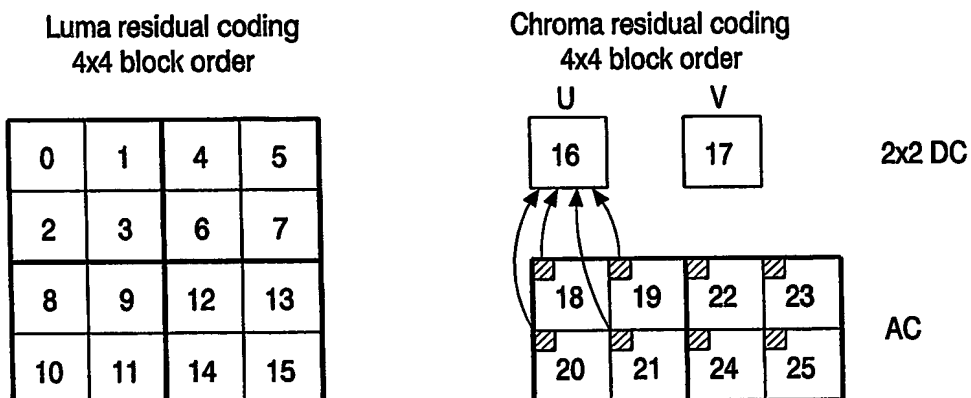 Luma residual coding
4x4 block order
0 1 4 5
2 3 6 7
8 9 12 13
10 11 14 15
Chroma residual coding
4x4 block order
U V
16 17 2x2 DC
18 19 22 23
20 21 24 25
AC